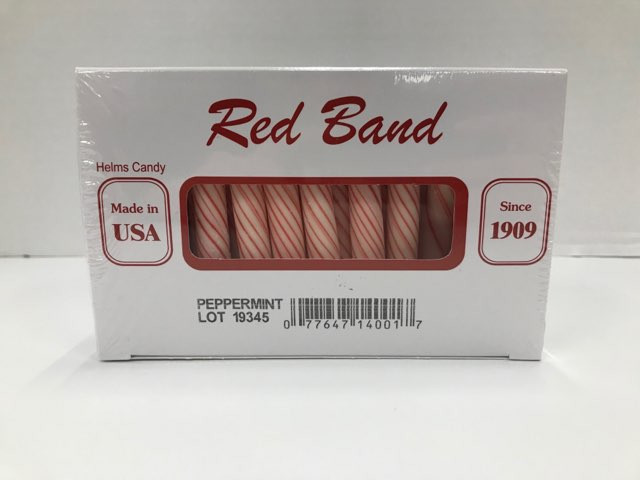 Red Band
Helms Candy
Made in
USA
Since
1909
PEPPERMINT
LOT 19345
0 77647 14001 7